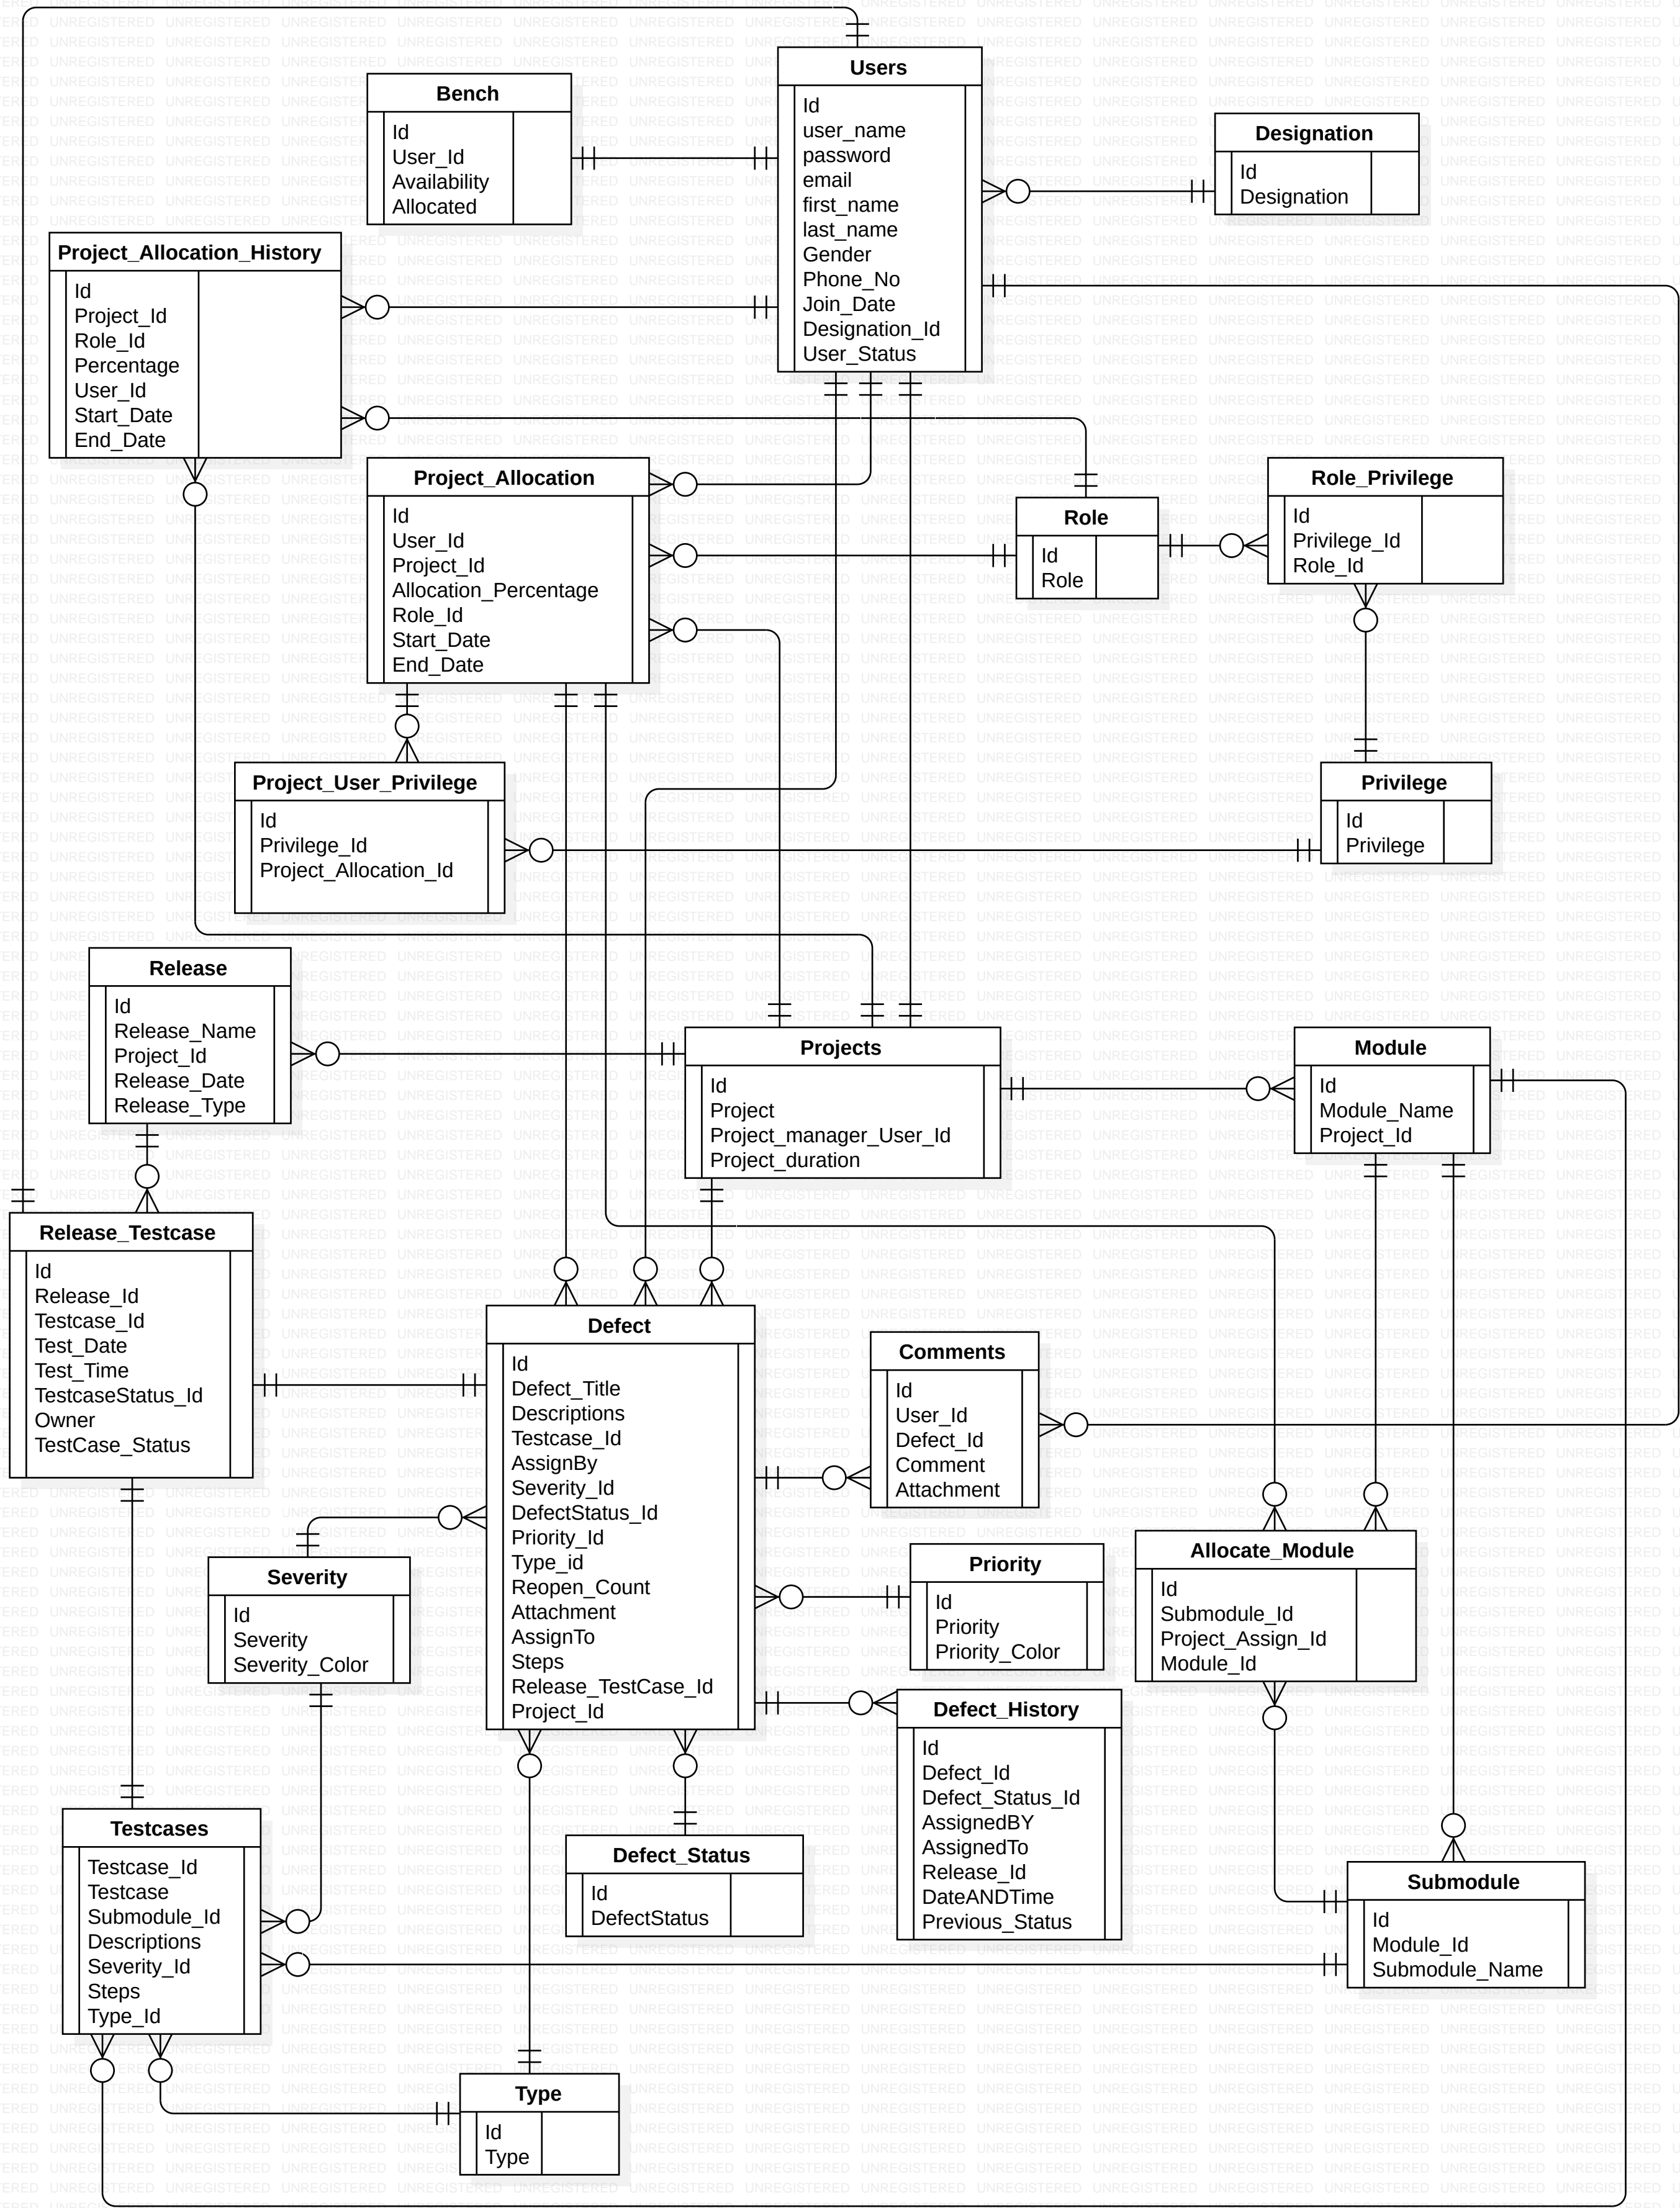 Users
Id
user_name
password
email
first_name
last_name
Gender
Phone_No
Join_Date
Designation_Id
User_Status
Bench
Id
User_Id
Availability
Allocated
Designation
Id
Designation
Project_Allocation_History
Id
Project_Id
Role_Id
Percentage
User_Id
Start_Date
End_Date
Project_Allocation
Id
User_Id
Project_Id
Allocation_Percentage
Role_Id
Start_Date
End_Date
Role
Id
Role
Role_Privilege
Id
Privilege_Id
Role_Id
Project_User_Privilege
Id
Privilege_Id
Project_Allocation_Id
Privilege
Id
Privilege
Release
Id
Release_Name
Project_Id
Release_Date
Release_Type
Projects
Id
Project
Project_manager_User_Id
Project_duration
Module
Id
Module_Name
Project_Id
Release_Testcase
Id
Release_Id
Testcase_Id
Test_Date
Test_Time
TestcaseStatus_Id
Owner
TestCase_Status
Defect
Id
Defect_Title
Descriptions
Testcase_Id
AssignBy
Severity_Id
DefectStatus_Id
Priority_Id
Type_id
Reopen_Count
Attachment
AssignTo
Steps
Release_TestCase_Id
Project_Id
Comments
Id
User_Id
Defect_Id
Comment
Attachment
Severity
Id
Severity
Severity_Color
Priority
Id
Priority
Priority_Color
Allocate_Module
Id
Submodule_Id
Project_Assign_Id
Module_Id
Defect_History
Id
Defect_Id
Defect_Status_Id
AssignedBY
AssignedTo
Release_Id
DateANDTime
Previous_Status
Testcases
Testcase_Id
Testcase
Submodule_Id
Descriptions
Severity_Id
Steps
Type_Id
Defect_Status
Id
DefectStatus
Submodule
Id
Module_Id
Submodule_Name
Type
Id
Type
UNREGISTERED